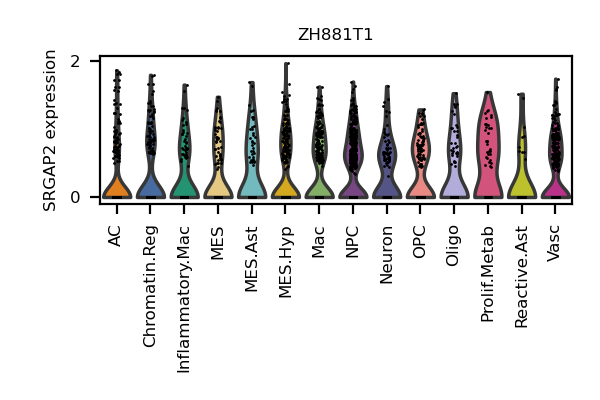 ZH881T1
SRGAP2 expression
2
0
AC
Chromatin.Reg
Inflammatory.Mac
MES
MES.Ast
MES.Hyp
Mac
NPC
Neuron
OPC
Oligo
Prolif.Metab
Reactive.Ast
Vasc